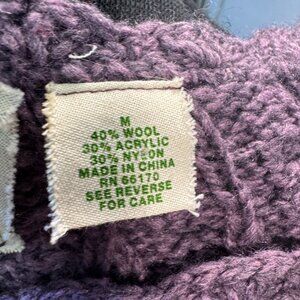 M
40% WOOL
30% ACRYLIC
30% NYLON
MADE IN CHINA
RN 66170
SEE REVERSE
FOR CARE